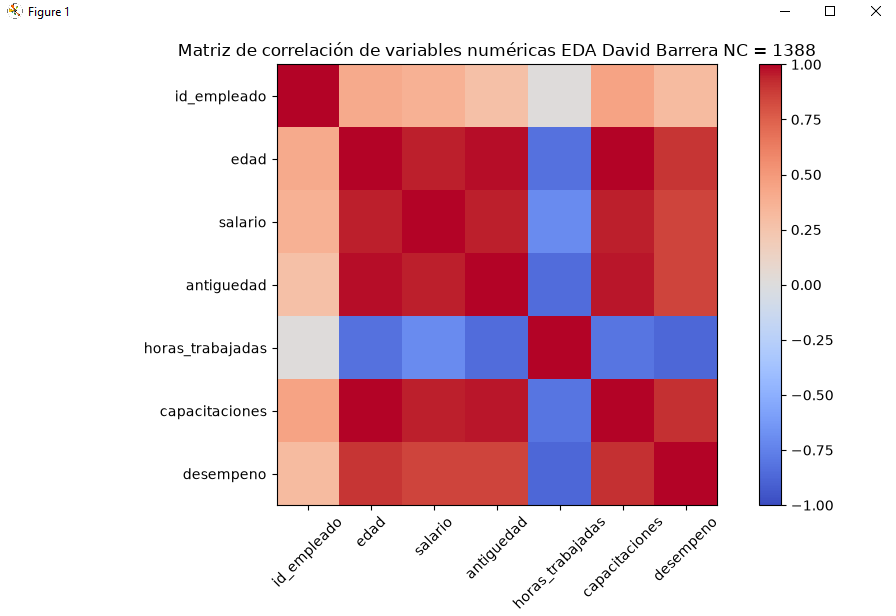 Figure 1
Matriz de correlación de variables numéricas EDA David Barrera NC = 1388
id_empleado
edad
salario
antiguedad
horas_trabajadas
capacitaciones
desempeno
id_empleado
edad
salario
antiguedad
horas_trabajadas
capacitaciones
desempeno
1.00
0.75
0.50
0.25
0.00
−0.25
−0.50
−0.75
−1.00